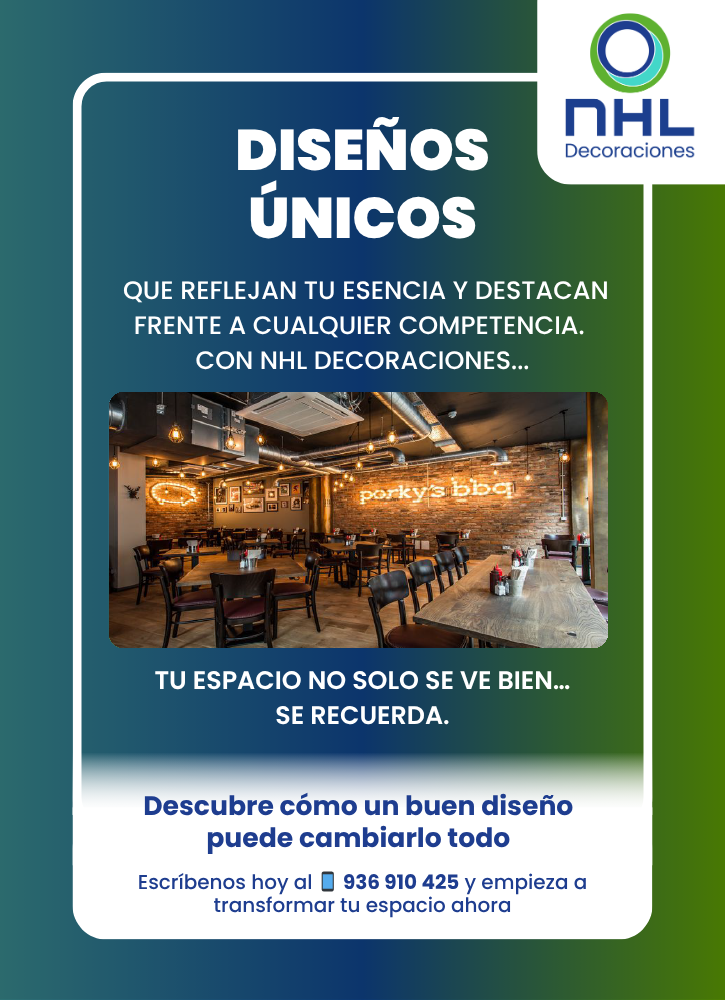 NHL
Decoraciones
DISEÑOS
ÚNICOS
QUE REFLEJAN TU ESENCIA Y DESTACAN
FRENTE A CUALQUIER COMPETENCIA.
CON NHL DECORACIONES...
porky's bbq
TU ESPACIO NO SOLO SE VE BIEN...
SE RECUERDA.
Descubre cómo un buen diseño
puede cambiarlo todo
Escríbenos hoy al 📱 936 910 425 y empieza a
transformar tu espacio ahora